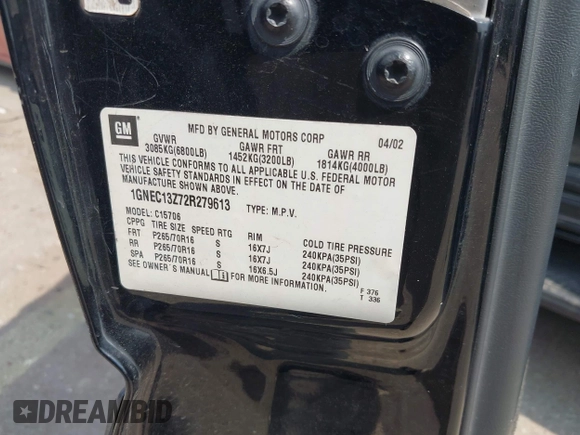 GM
MFD BY GENERAL MOTORS CORP 04/02
GVWR GAWR FRT GAWR RR
3085KG(6800LB) 1452KG(3200LB) 1814KG(4000LB)
THIS VEHICLE CONFORMS TO ALL APPLICABLE U.S. FEDERAL MOTOR
VEHICLE SAFETY STANDARDS IN EFFECT ON THE DATE OF
MANUFACTURE SHOWN ABOVE.
1GNEC13Z72R279613 TYPE: M.P.V.
MODEL: C15706
CPPG TIRE SIZE SPEED RTG RIM COLD TIRE PRESSURE
FRT P265/70R16 S 16X7J 240KPA(35PSI)
RR P265/70R16 S 16X7J 240KPA(35PSI)
SPA P265/70R16 S 16X6.5J 240KPA(35PSI)
SEE OWNER'S MANUAL FOR MORE INFORMATION.
F 376
T 336
DREAMBID